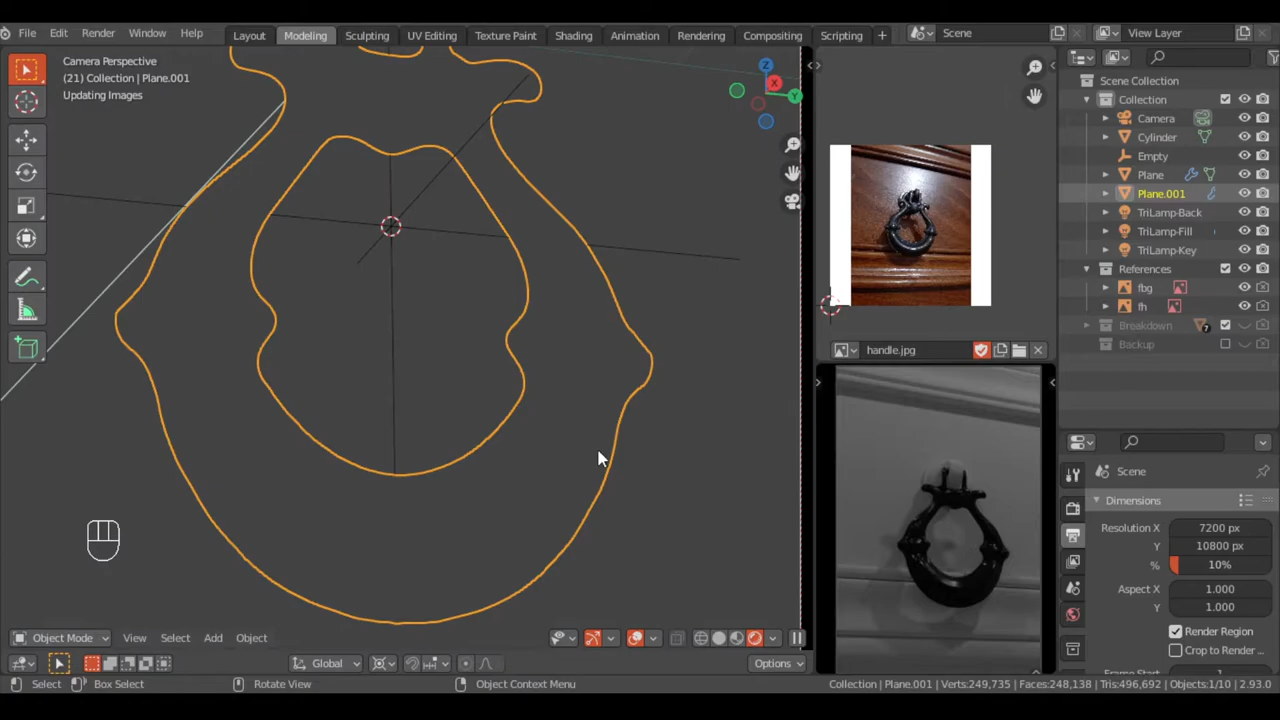 File Edit Render Window Help Layout Modeling Sculpting UV Editing Texture Paint Shading Animation Rendering Compositing Scripting + Scene View Layer
Camera Perspective
(21) Collection | Plane.001
Updating Images
Z
X
Y
Scene Collection
Collection
Camera
Cylinder
Empty
Plane
Plane.001
TriLamp-Back
TriLamp-Fill
TriLamp-Key
References
fbg
fh
Breakdown 7
Backup
handle.jpg
Scene
Dimensions
Resolution X 7200 px
Y 10800 px
% 10%
Aspect X 1.000
Y 1.000
Render Region
Crop to Render ...
Object Mode View Select Add Object
Global Options
Select Box Select Rotate View Object Context Menu Collection | Plane.001 | Verts:249,735 | Faces:248,138 | Tris:496,692 | Objects:1/10 | 2.93.0